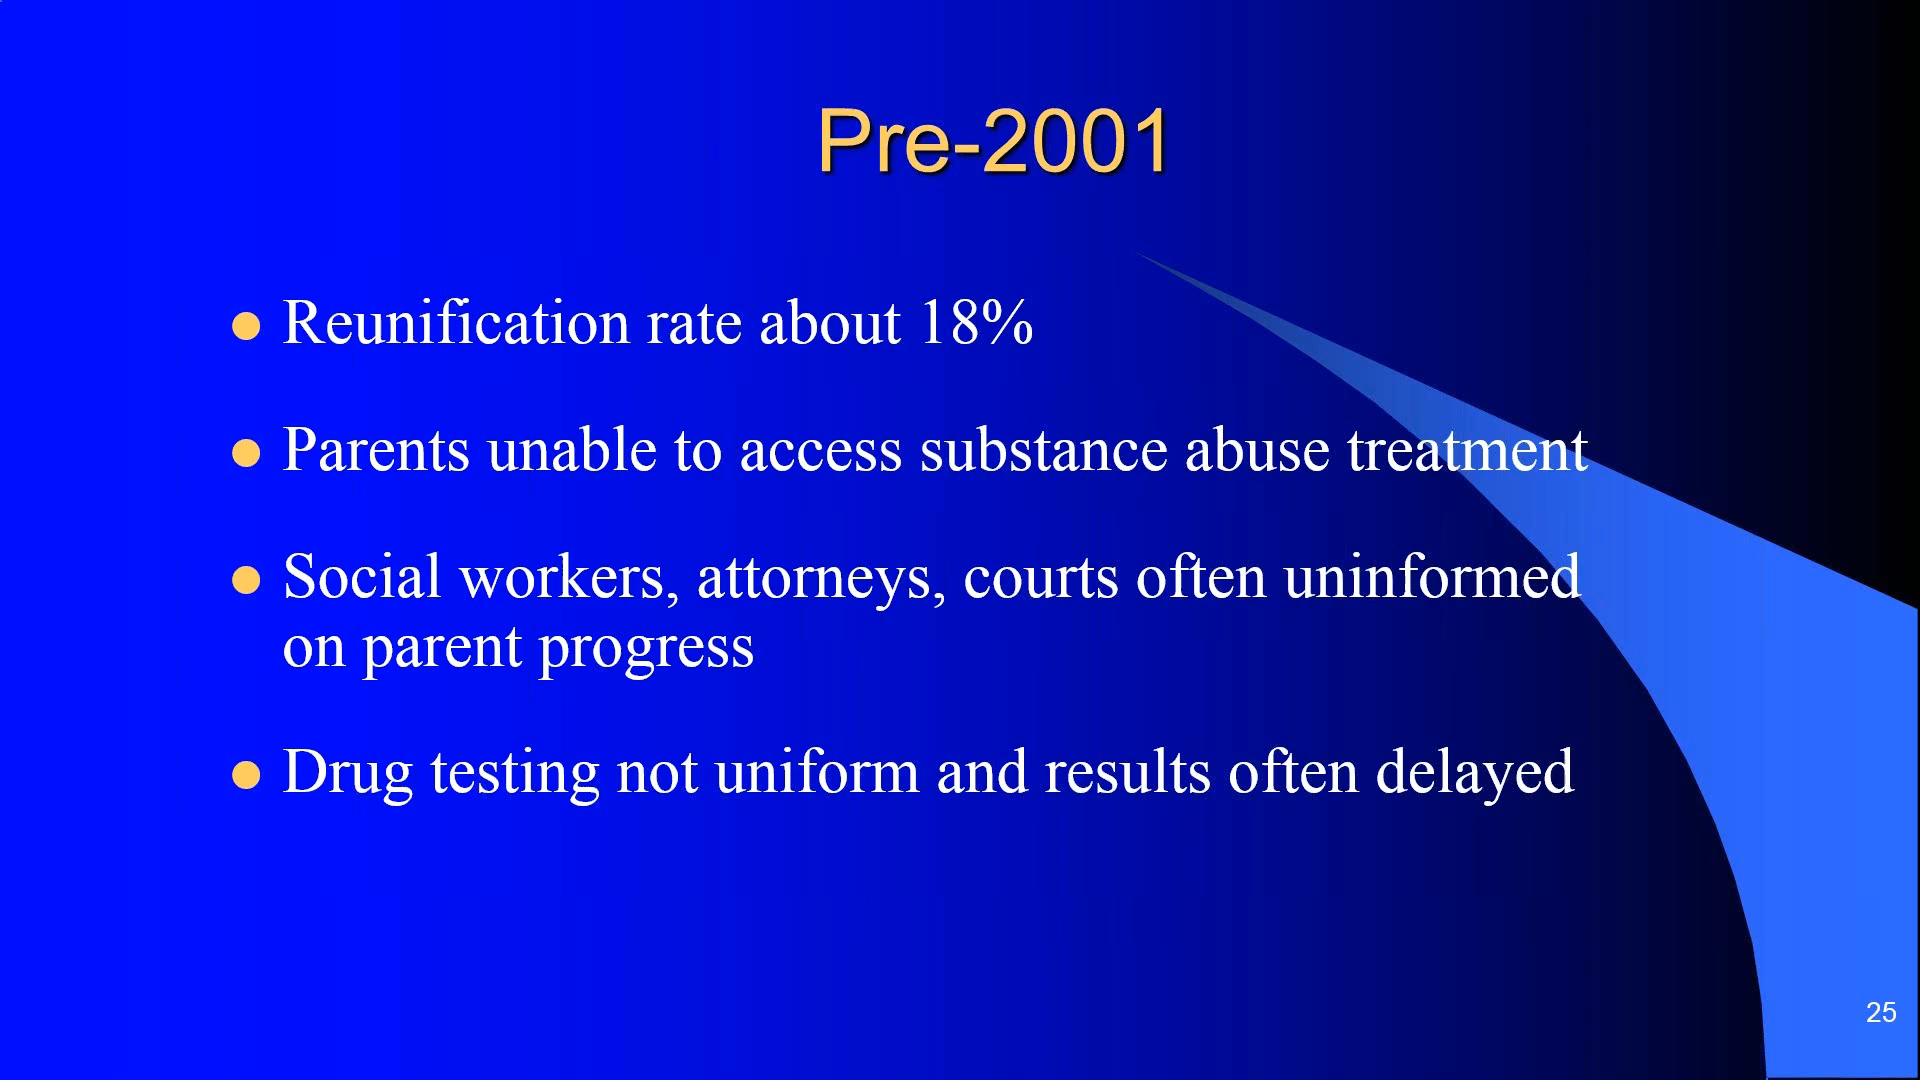 Pre-2001
● Reunification rate about 18%
● Parents unable to access substance abuse treatment
● Social workers, attorneys, courts often uninformed
on parent progress
● Drug testing not uniform and results often delayed
25